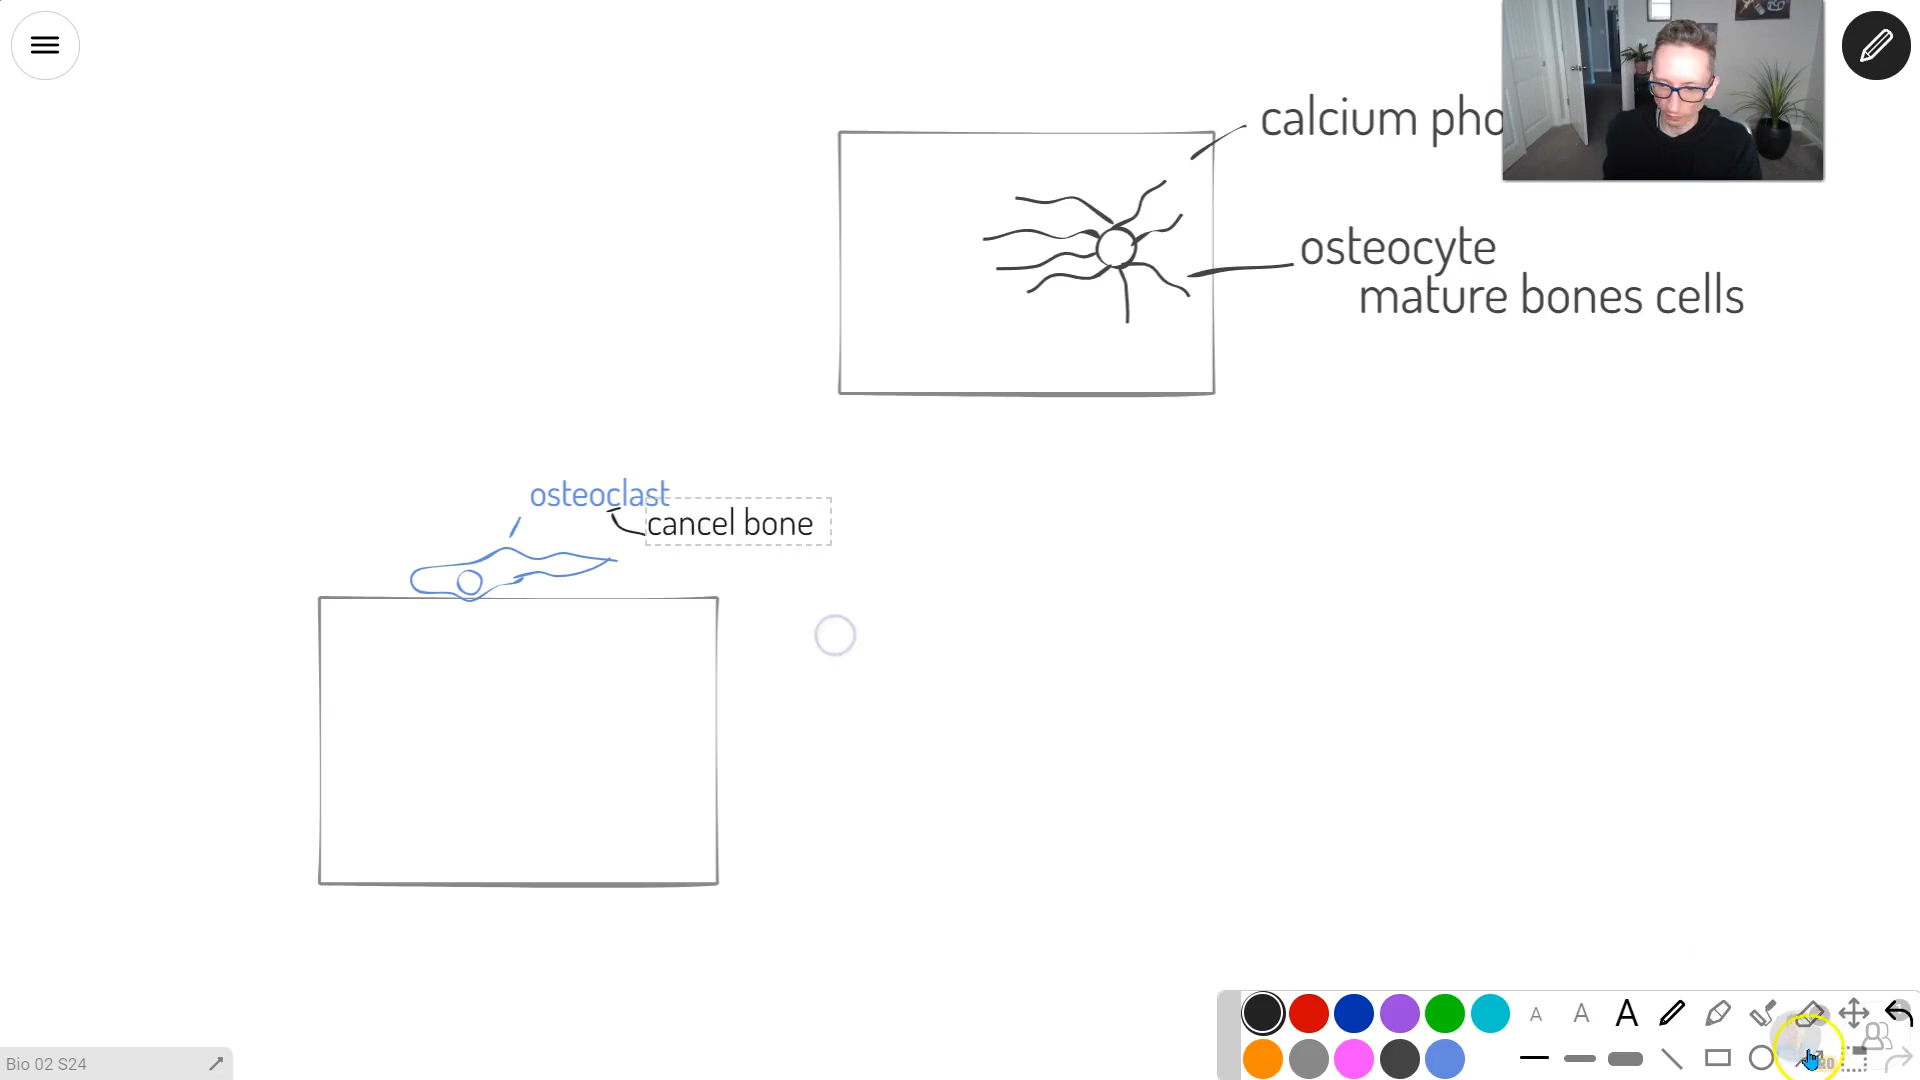 calcium pho
osteocyte
mature bones cells
osteoclast
cancel bone
A A A
Bio 02 S24